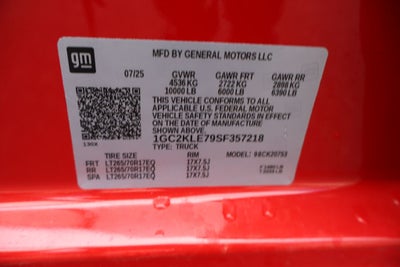 gm
MFD BY GENERAL MOTORS LLC
07/25 GVWR GAWR FRT GAWR RR
4536 KG 2722 KG 2898 KG
10000 LB 6000 LB 6390 LB
THIS VEHICLE CONFORMS TO ALL APPLICABLE
U.S. FEDERAL MOTOR VEHICLE
SAFETY STANDARDS IN EFFECT
ON THE DATE OF MANUFACTURE
SHOWN ABOVE.
1GC2KLE79SF357218
TYPE: TRUCK
TIRE SIZE RIM
FRT LT265/70R17EQ 17X7.5J
RR LT265/70R17EQ 17X7.5J
SPA LT265/70R17EQ 17X7.5J